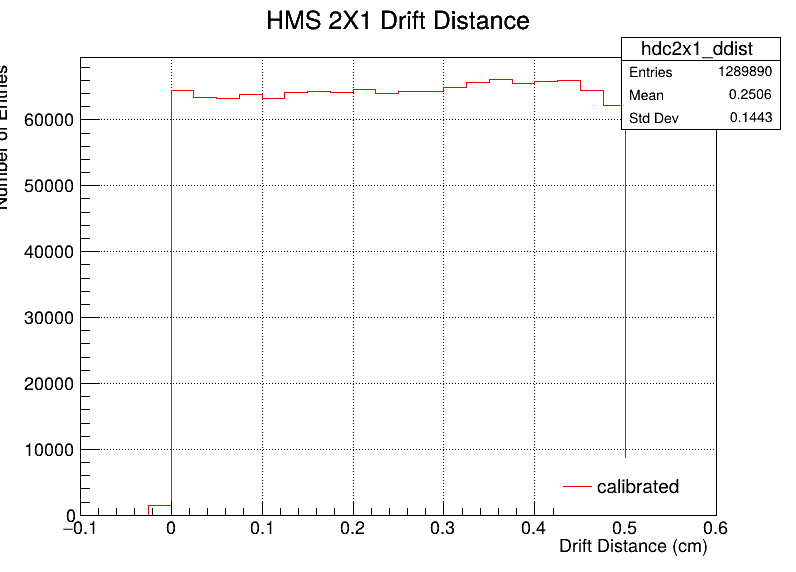 HMS 2X1 Drift Distance
hdc2x1_ddist
Entries 1289890
Mean 0.2506
Std Dev 0.1443
Number of Entries
60000
50000
40000
30000
20000
10000
0
−0.1 0 0.1 0.2 0.3 0.4 0.5 0.6
calibrated
Drift Distance (cm)